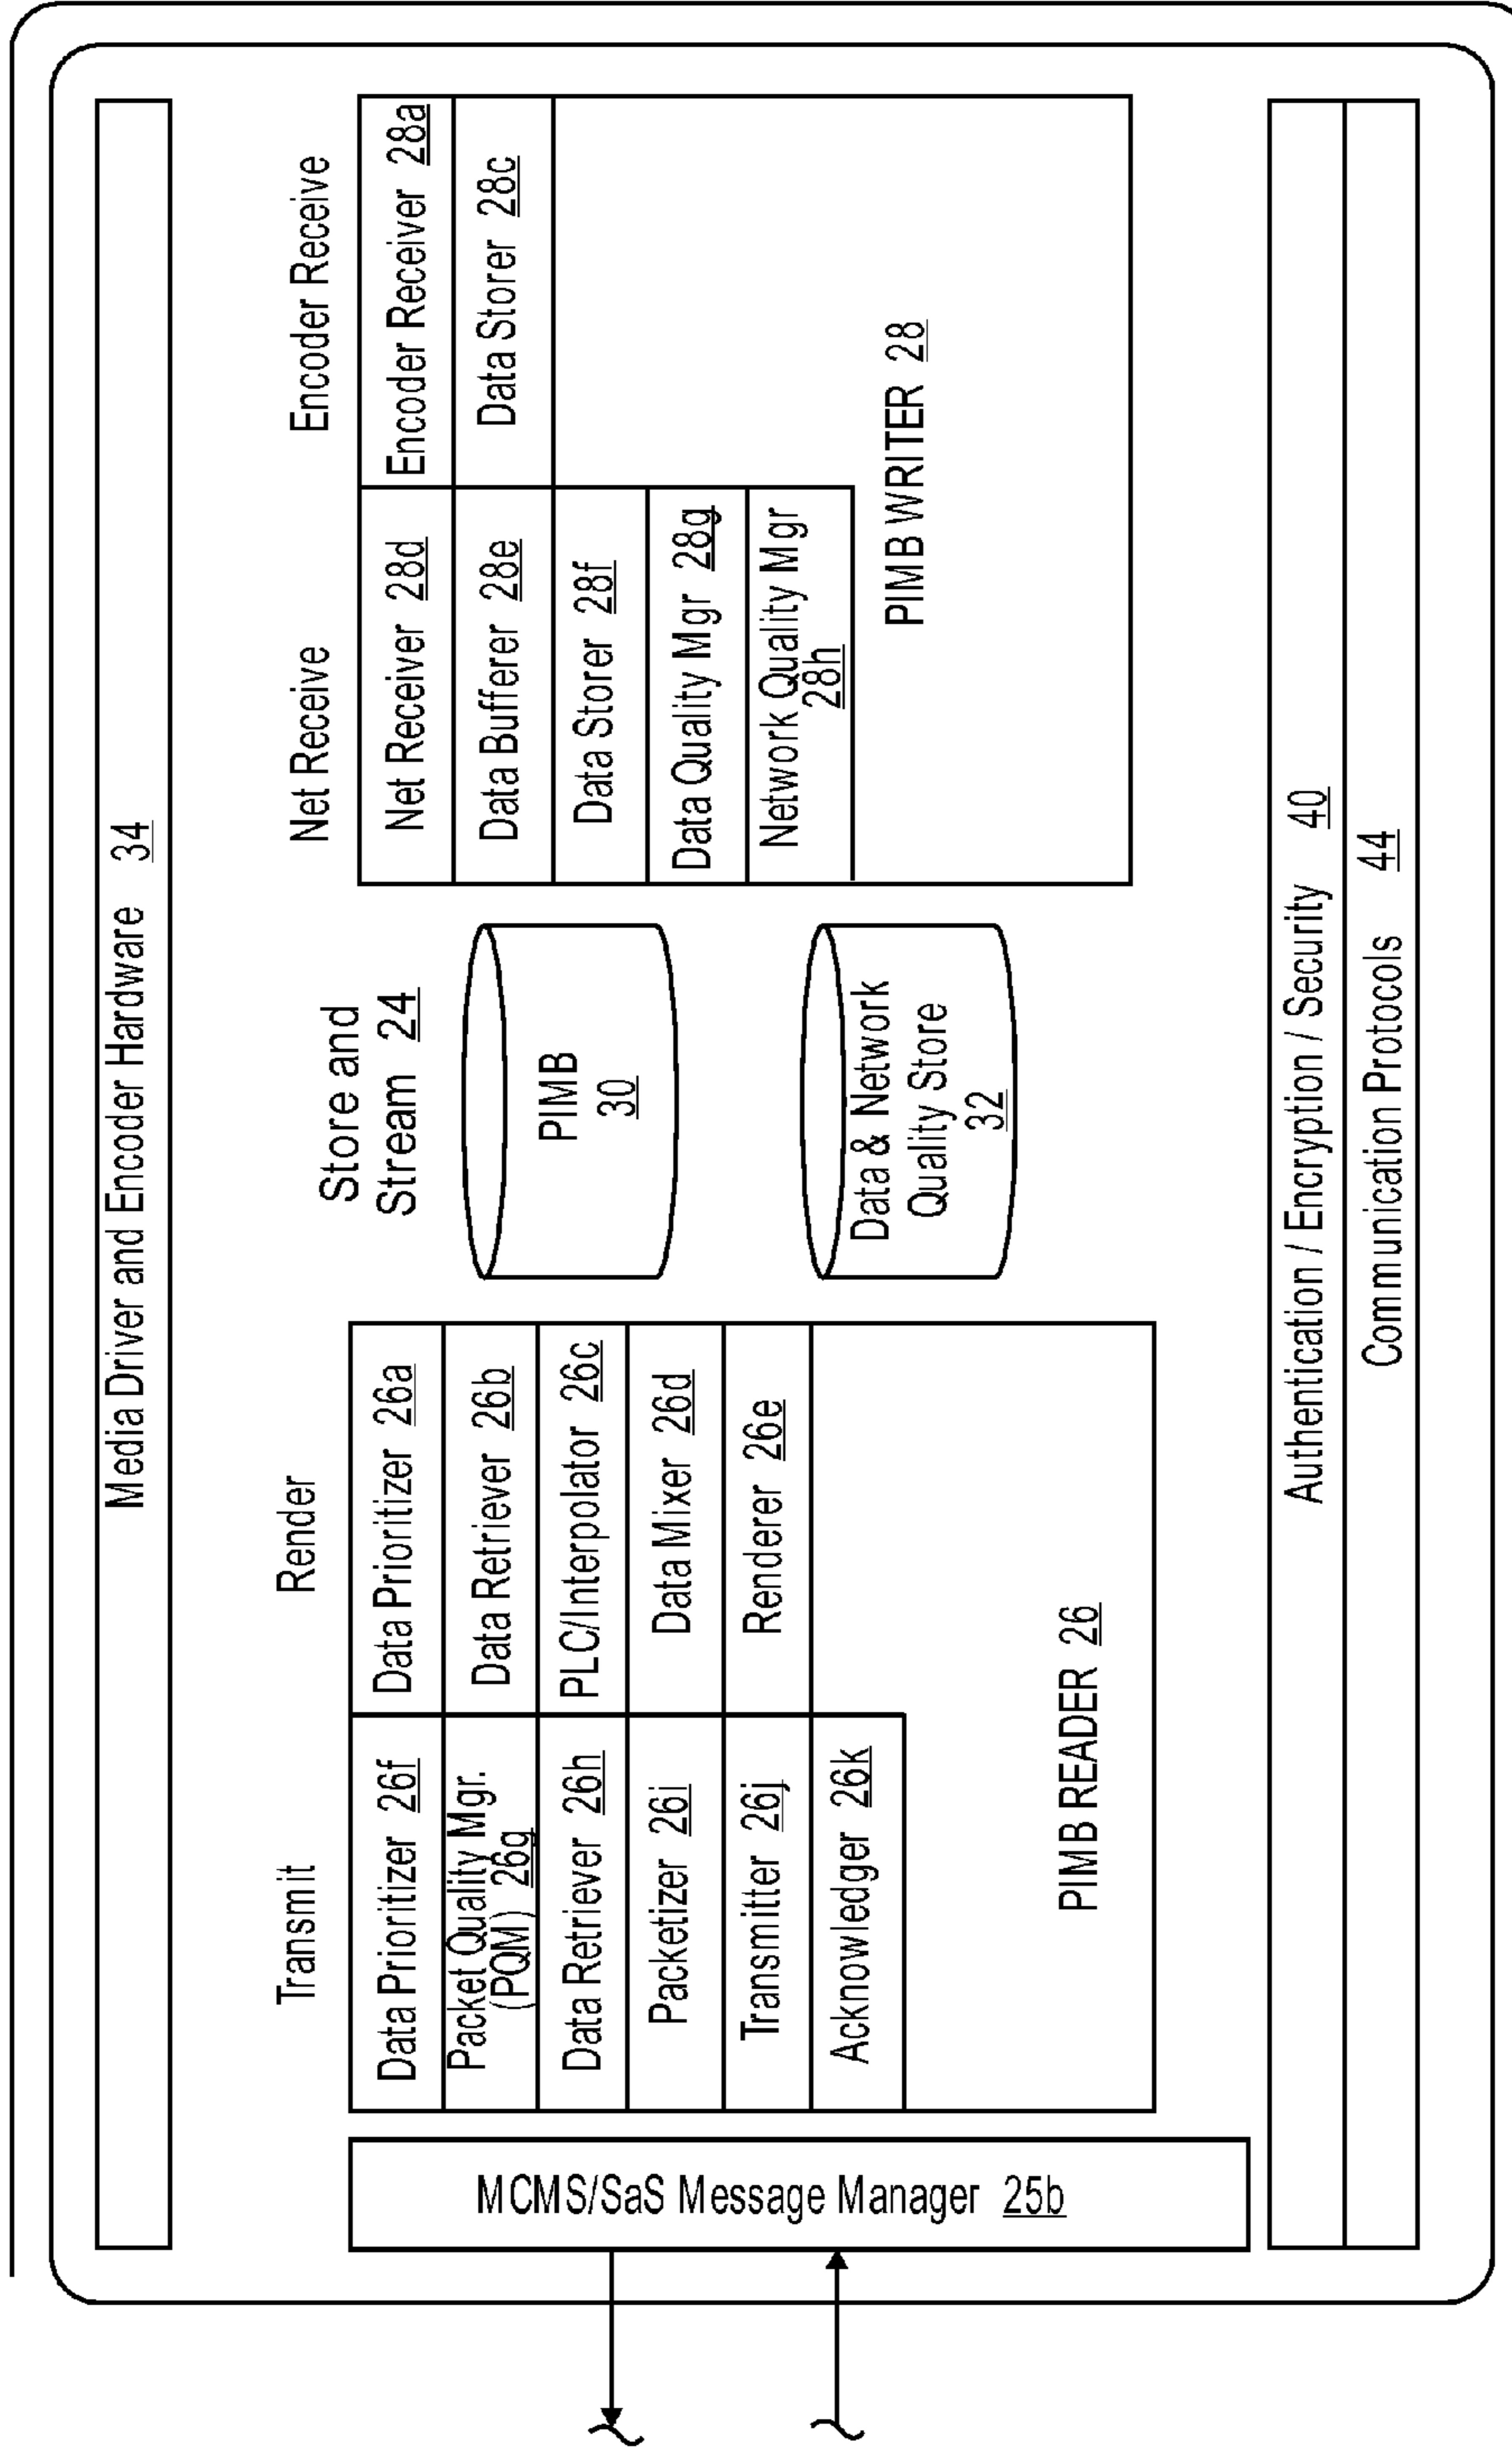 Media Driver and Encoder Hardware 34
Transmit
Render
Store and
Stream 24
Net Receive
Encoder Receive
MCMS/SaS Message Manager 25b
Data Prioritizer 26f
Packet Quality Mgr.
(PQM) 26g
Data Retriever 26h
Packetizer 26i
Transmitter 26j
Acknowledger 26k
Data Prioritizer 26a
Data Retriever 26b
PLC/Interpolator 26c
Data Mixer 26d
Renderer 26e
PIMB READER 26
PIMB
30
Data & Network
Quality Store
32
Net Receiver 28d
Data Bufferer 28e
Data Storer 28f
Data Quality Mgr 28g
Network Quality Mgr
28h
Encoder Receiver 28a
Data Storer 28c
PIMB WRITER 28
Authentication / Encryption / Security 40
Communication Protocols 44